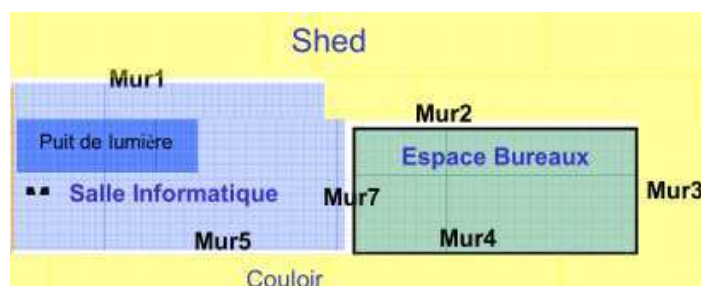 Shed
Mur1
Mur2
Puit de lumière
Espace Bureaux
Salle Informatique
Mur7
Mur3
Mur5
Mur4
Couloir